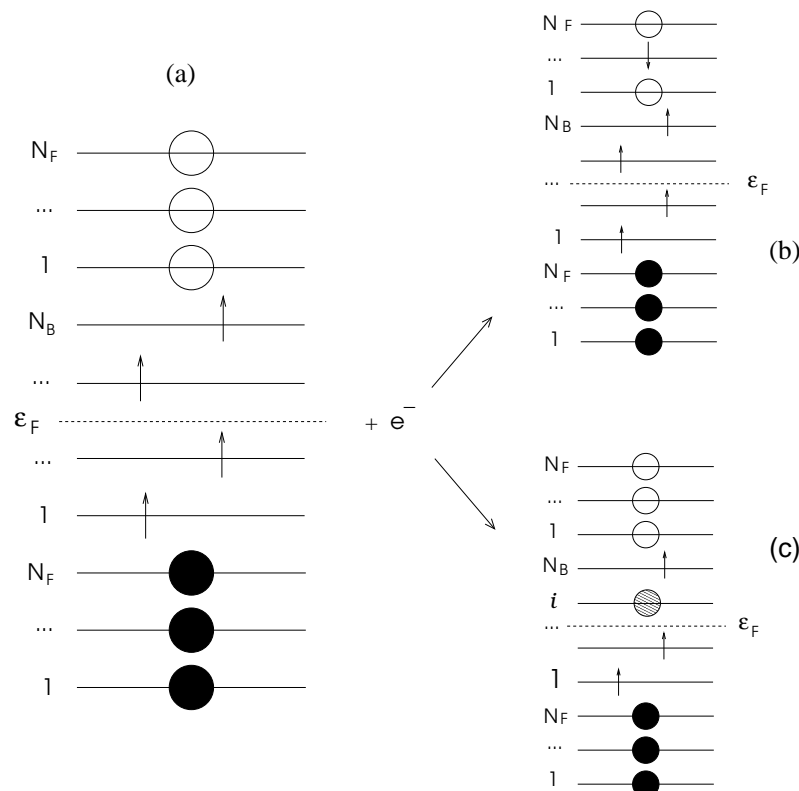 (a)
N_F
...
1
N_B
...
ε_F
...
1
N_F
...
1
+ e⁻
N_F
...
1
N_B
... ε_F
1
(b)
N_F
...
1
N_F
...
1
(c)
N_B
i
... ε_F
1
N_F
...
1